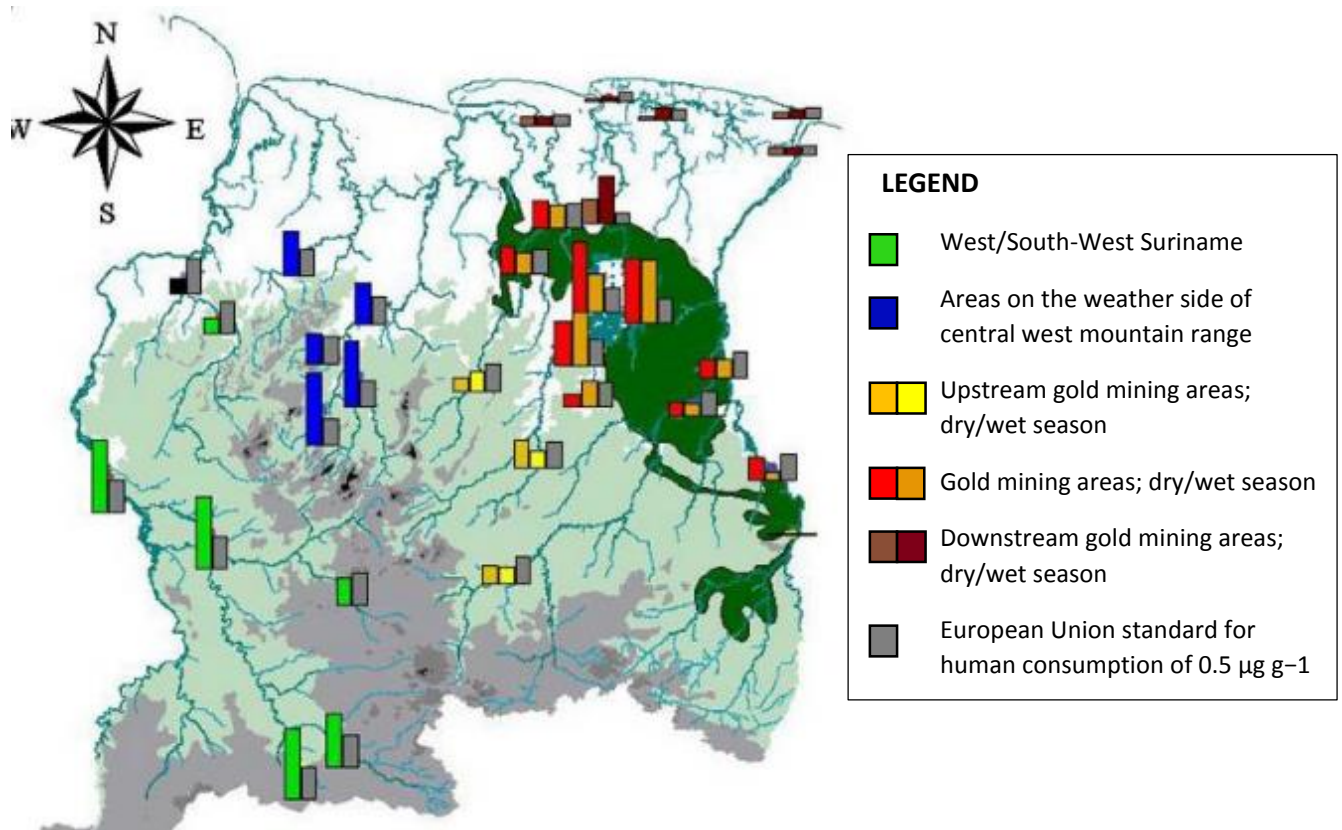 N
W
E
S
LEGEND
West/South-West Suriname
Areas on the weather side of
central west mountain range
Upstream gold mining areas;
dry/wet season
Gold mining areas; dry/wet season
Downstream gold mining areas;
dry/wet season
European Union standard for
human consumption of 0.5 µg g−1